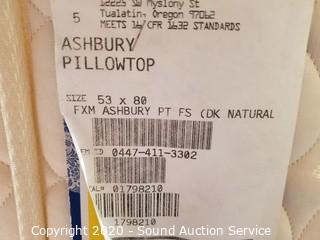 12225 SW Myslony St
5 Tualatin, Oregon 97062
MEETS 16/CFR 1632 STANDARDS
ASHBURY
PILLOWTOP
SIZE 53 x 80
FXM ASHBURY PT FS (DK NATURAL
0447-411-3302
01798210
1798210
Copyright 2020 - Sound Auction Service